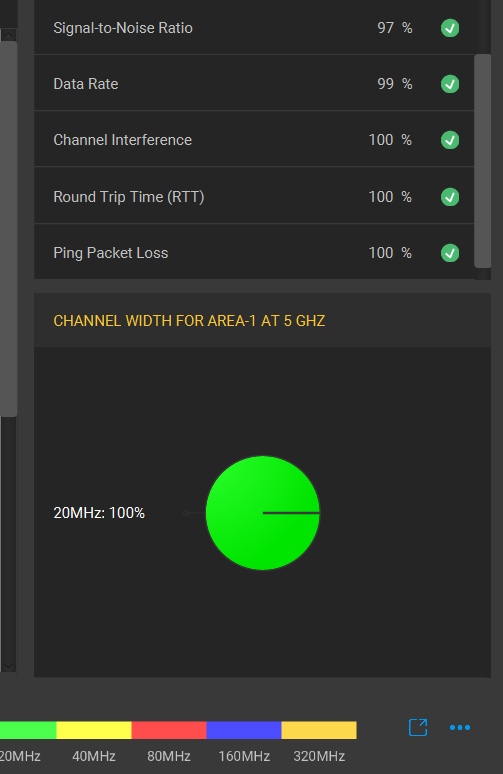 Signal-to-Noise Ratio 97 %
Data Rate 99 %
Channel Interference 100 %
Round Trip Time (RTT) 100 %
Ping Packet Loss 100 %
CHANNEL WIDTH FOR AREA-1 AT 5 GHZ
20MHz: 100%
20MHz 40MHz 80MHz 160MHz 320MHz